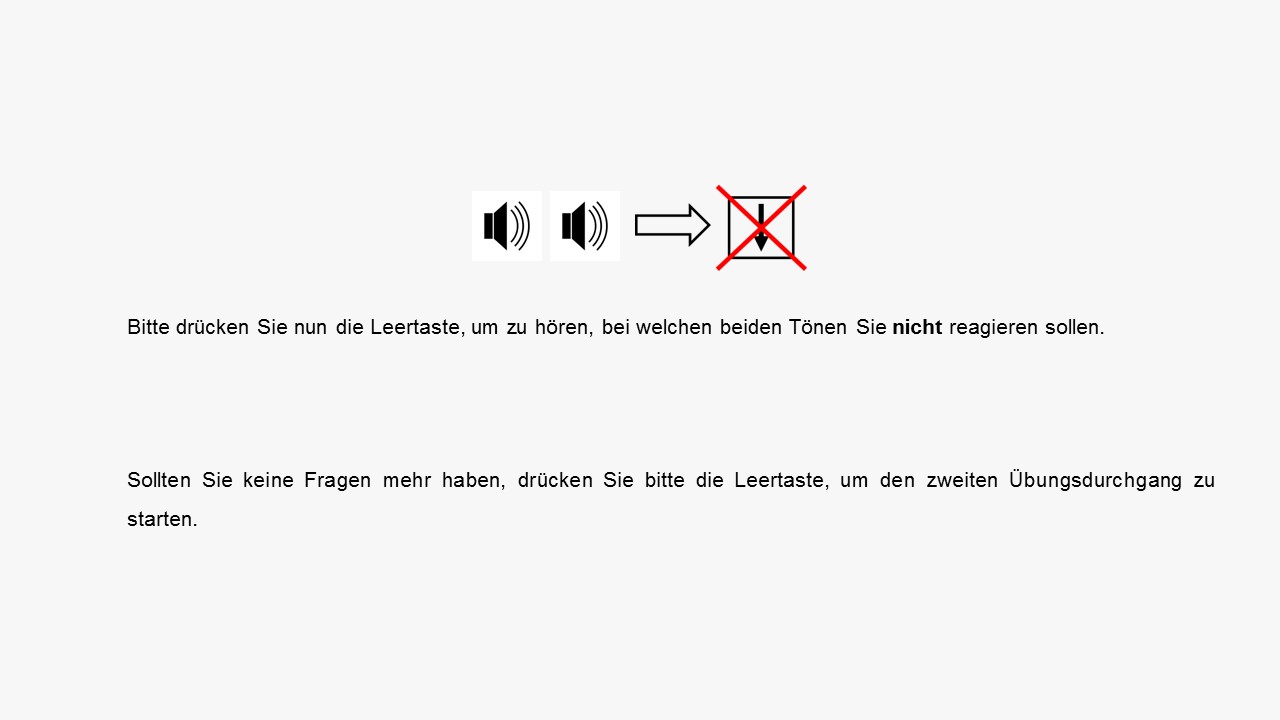 Bitte drücken Sie nun die Leertaste, um zu hören, bei welchen beiden Tönen Sie nicht reagieren sollen.
Sollten Sie keine Fragen mehr haben, drücken Sie bitte die Leertaste, um den zweiten Übungsdurchgang zu
starten.